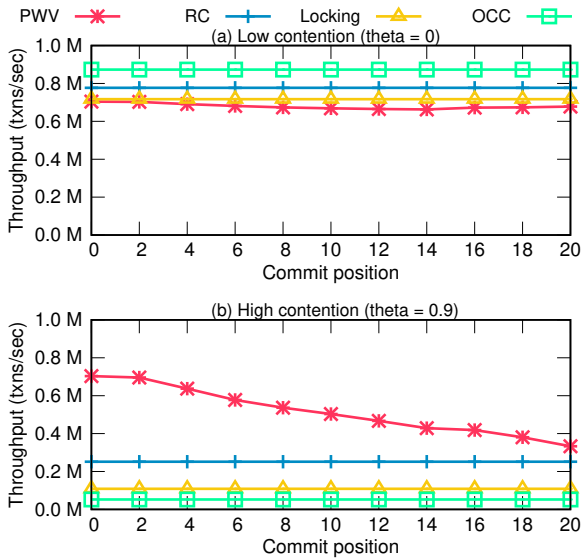 PWV RC Locking OCC
(a) Low contention (theta = 0)
1.0 M
0.8 M
0.6 M
0.4 M
0.2 M
0.0 M
Throughput (txns/sec)
0 2 4 6 8 10 12 14 16 18 20
Commit position
(b) High contention (theta = 0.9)
1.0 M
0.8 M
0.6 M
0.4 M
0.2 M
0.0 M
Throughput (txns/sec)
0 2 4 6 8 10 12 14 16 18 20
Commit position